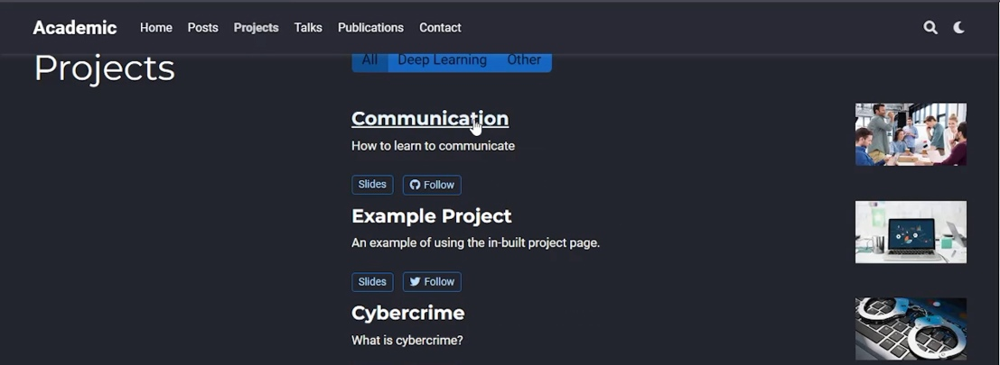 Academic Home Posts Projects Talks Publications Contact
Projects
All Deep Learning Other
Communication
How to learn to communicate
Slides Follow
Example Project
An example of using the in-built project page.
Slides Follow
Cybercrime
What is cybercrime?